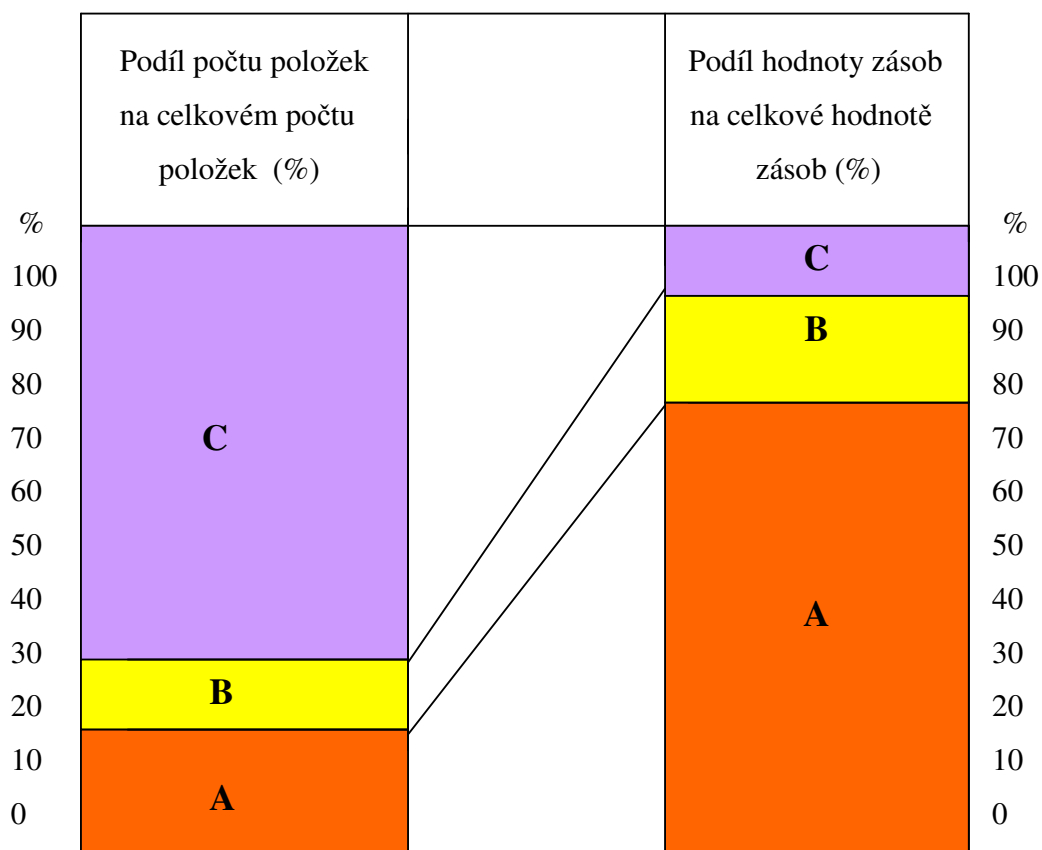 Podíl počtu položek
na celkovém počtu
položek (%)
Podíl hodnoty zásob
na celkové hodnotě
zásob (%)
%
100
90
80
70
60
50
40
30
20
10
0
C
B
A
C
B
A
%
100
90
80
70
60
50
40
30
20
10
0